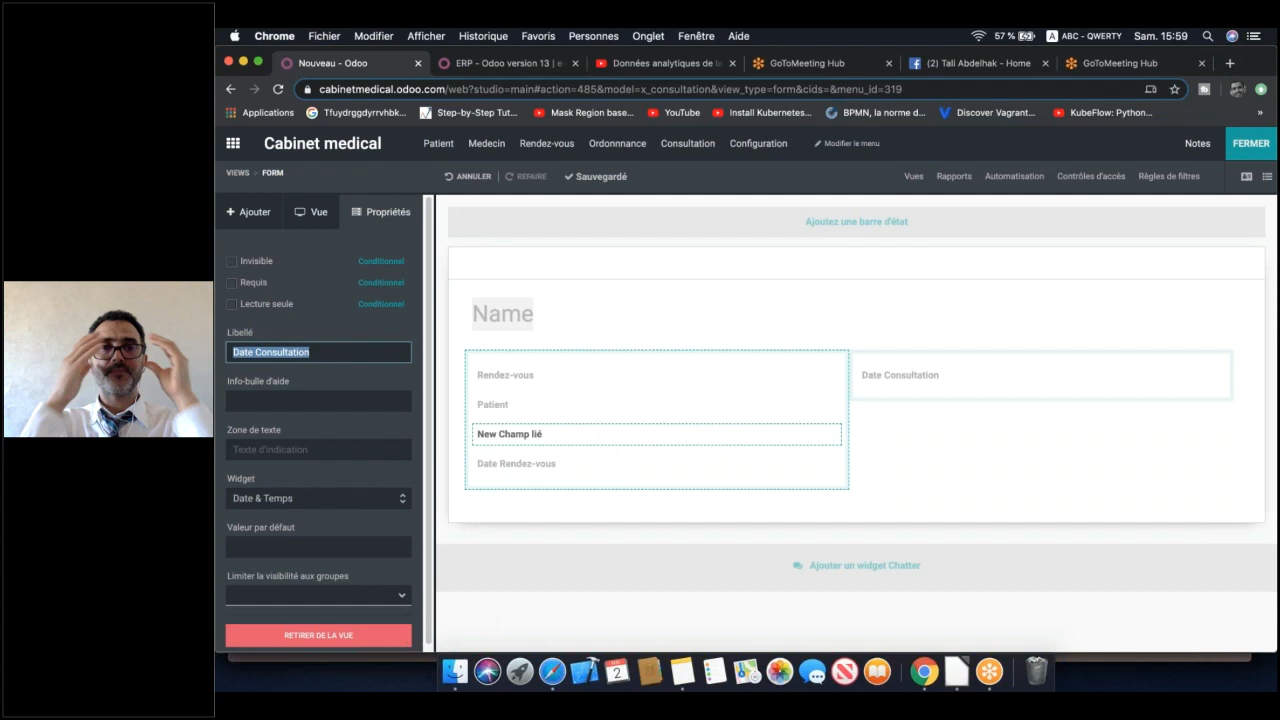 Chrome Fichier Modifier Afficher Historique Favoris Personnes Onglet Fenêtre Aide 57 % A ABC - QWERTY Sam. 15:59
Nouveau - Odoo ERP - Odoo version 13 | e Données analytiques de la GoToMeeting Hub (2) Tali Abdelhak - Home GoToMeeting Hub
cabinetmedical.odoo.com/web?studio=main#action=485&model=x_consultation&view_type=form&cids=&menu_id=319
Applications Tfuydrggdyrrvhbk... Step-by-Step Tut... Mask Region base... YouTube Install Kubernetes... BPMN, la norme d... Discover Vagrant... KubeFlow: Python... »
Cabinet medical Patient Medecin Rendez-vous Ordonnnance Consultation Configuration Modifier le menu Notes FERMER
VIEWS > FORM ANNULER REFAIRE Sauvegardé Vues Rapports Automatisation Contrôles d'accès Règles de filtres
Ajouter Vue Propriétés
Ajoutez une barre d'état
Invisible Conditionnel
Requis Conditionnel
Lecture seule Conditionnel
Libellé
Date Consultation
Info-bulle d'aide
Zone de texte
Texte d'indication
Widget
Date & Temps
Valeur par défaut
Limiter la visibilité aux groupes
RETIRER DE LA VUE
Name
Rendez-vous
Patient
New Champ lié
Date Rendez-vous
Date Consultation
Ajouter un widget Chatter
2